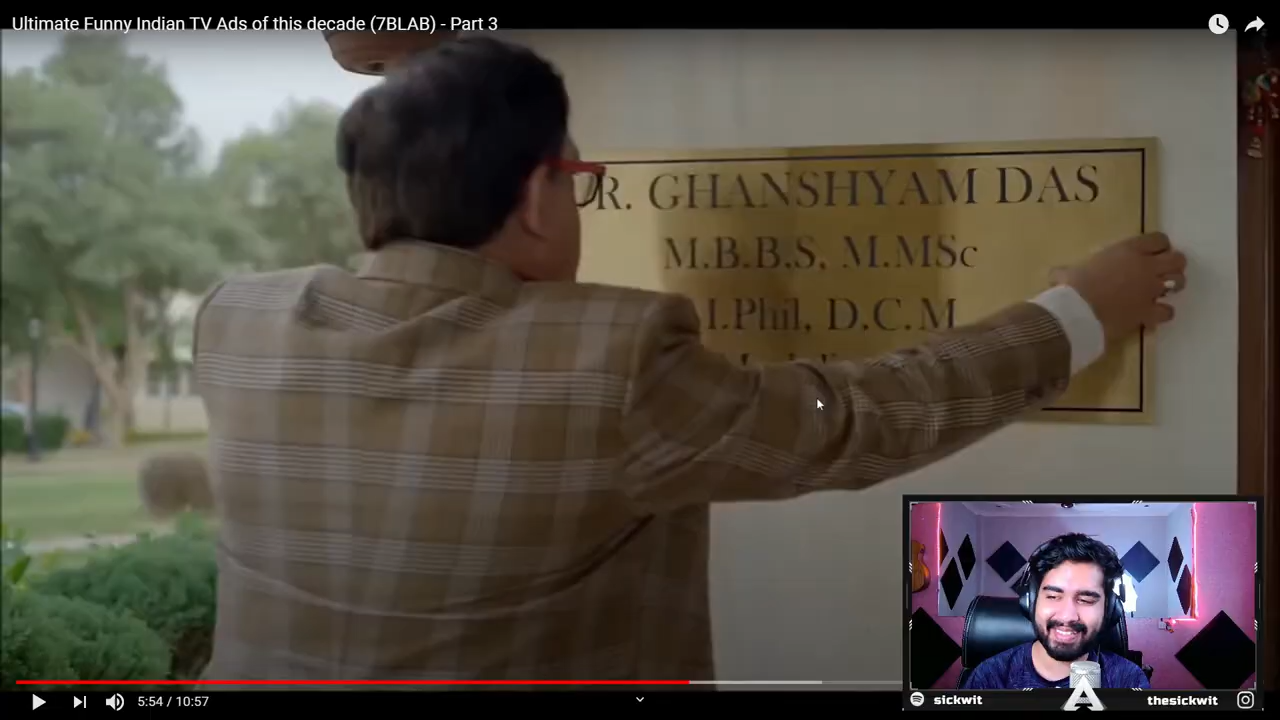 Ultimate Funny Indian TV Ads of this decade (7BLAB) - Part 3
R. GHANSHYAM DAS
M.B.B.S. M.MSc
I.Phil, D.C.M
5:54 / 10:57
sickwit
thesickwit